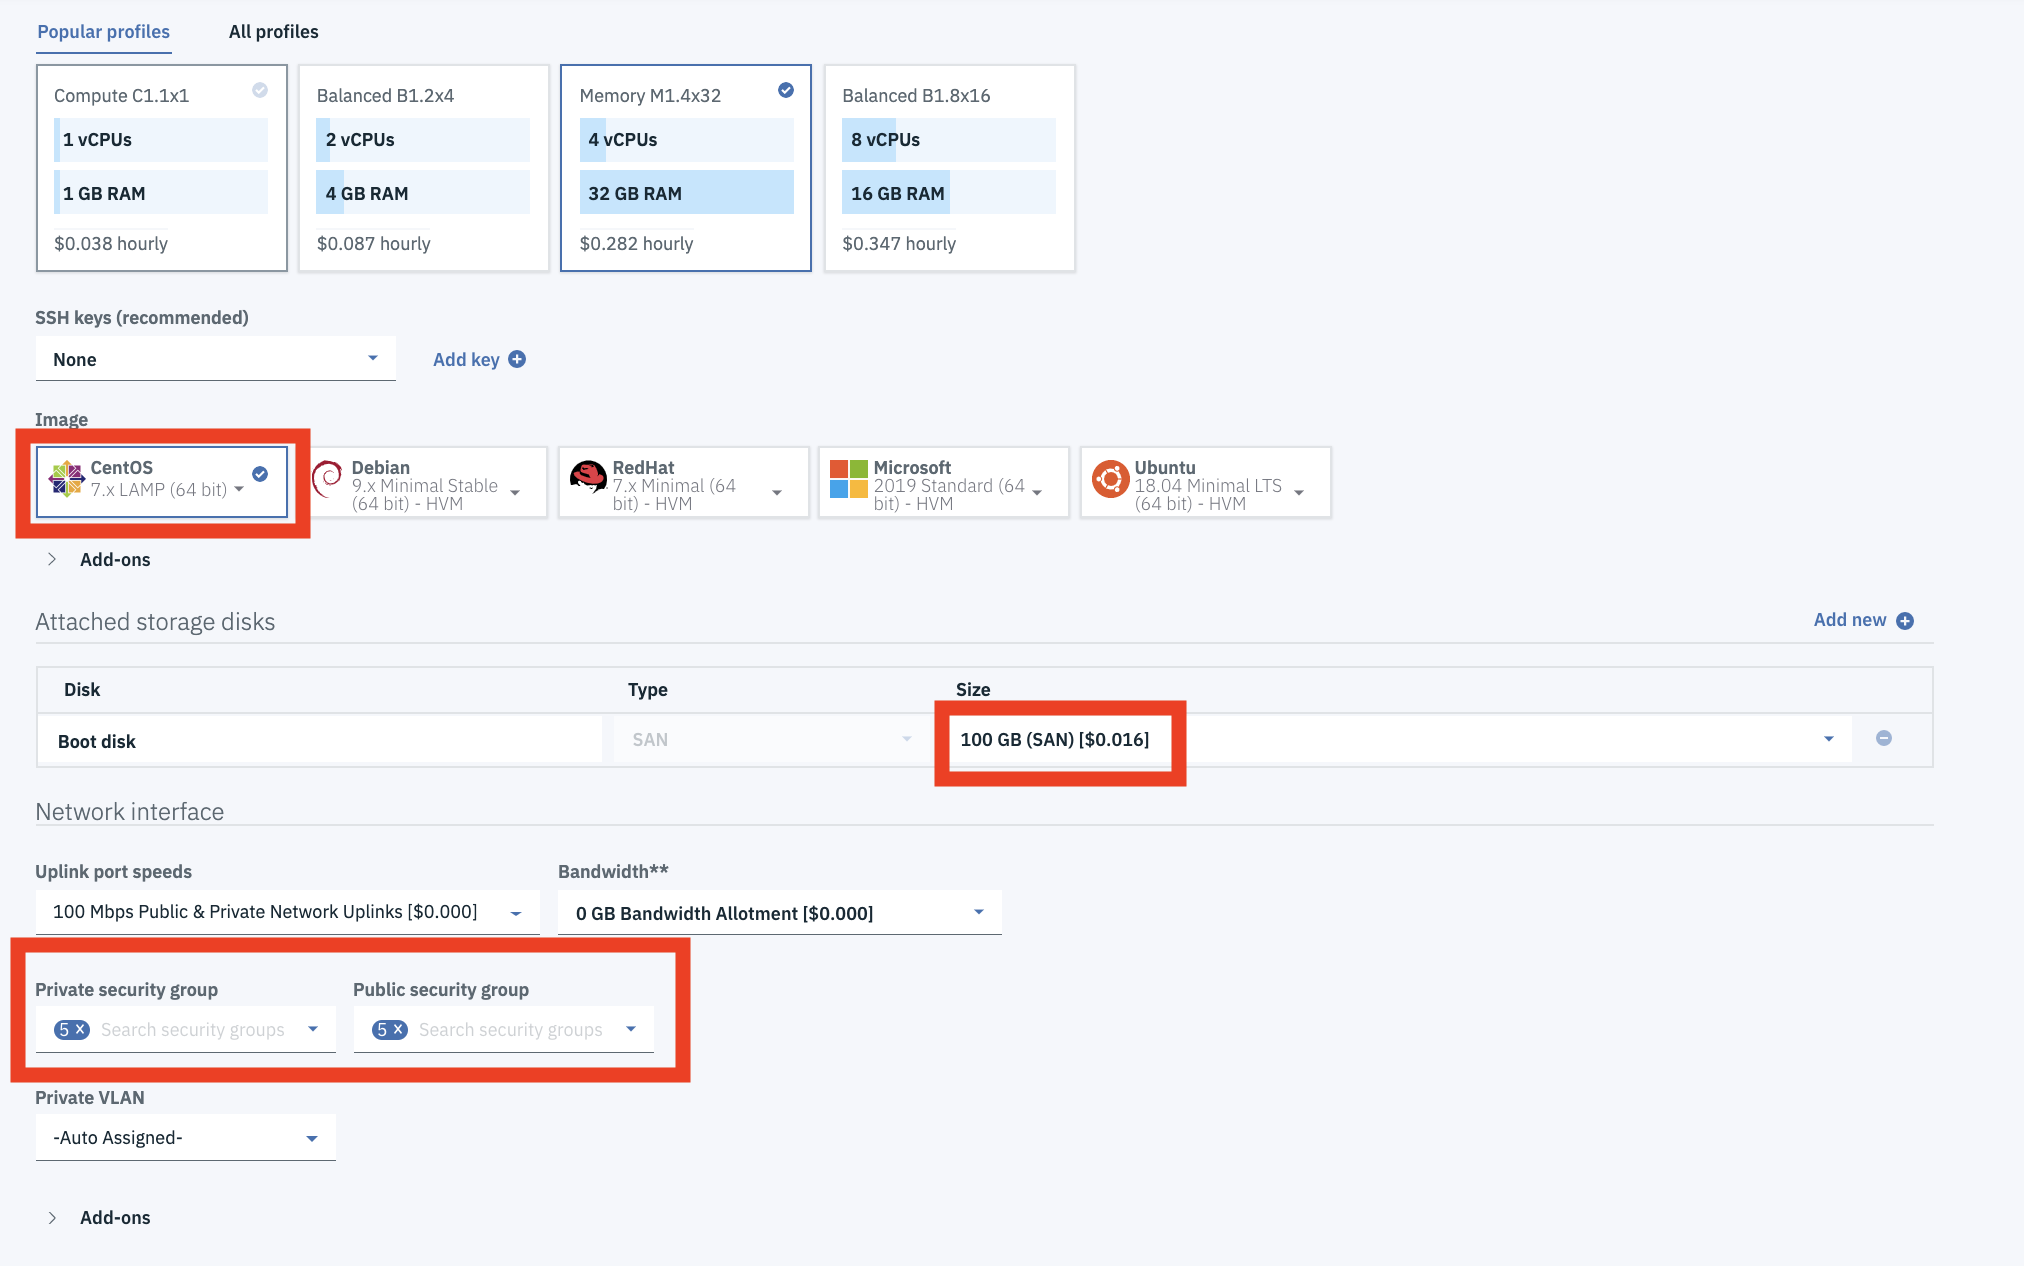 Popular profiles
All profiles
Compute C1.1x1
1 vCPUs
1 GB RAM
$0.038 hourly
Balanced B1.2x4
2 vCPUs
4 GB RAM
$0.087 hourly
Memory M1.4x32
4 vCPUs
32 GB RAM
$0.282 hourly
Balanced B1.8x16
8 vCPUs
16 GB RAM
$0.347 hourly
SSH keys (recommended)
None
Add key
Image
CentOS
7.x LAMP (64 bit)
Debian
9.x Minimal Stable
(64 bit) - HVM
RedHat
7.x Minimal (64
bit) - HVM
Microsoft
2019 Standard (64
bit) - HVM
Ubuntu
18.04 Minimal LTS
(64 bit) - HVM
Add-ons
Attached storage disks
Add new
Disk
Type
Size
Boot disk
SAN
100 GB (SAN) [$0.016]
Network interface
Uplink port speeds
Bandwidth**
100 Mbps Public & Private Network Uplinks [$0.000]
0 GB Bandwidth Allotment [$0.000]
Private security group
Public security group
5 × Search security groups
5 × Search security groups
Private VLAN
-Auto Assigned-
Add-ons